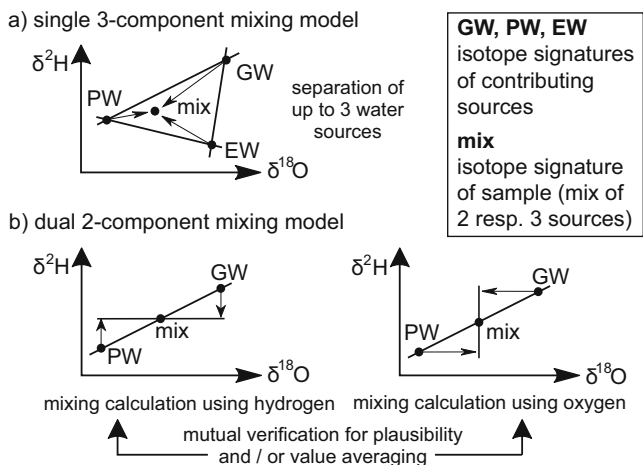 a) single 3-component mixing model
δ²H
GW
PW
mix
EW
δ¹⁸O
separation of
up to 3 water
sources
GW, PW, EW
isotope signatures
of contributing
sources
mix
isotope signature
of sample (mix of
2 resp. 3 sources)
b) dual 2-component mixing model
δ²H
GW
mix
PW
δ¹⁸O
mixing calculation using hydrogen
δ²H
GW
mix
PW
δ¹⁸O
mixing calculation using oxygen
mutual verification for plausibility
and / or value averaging